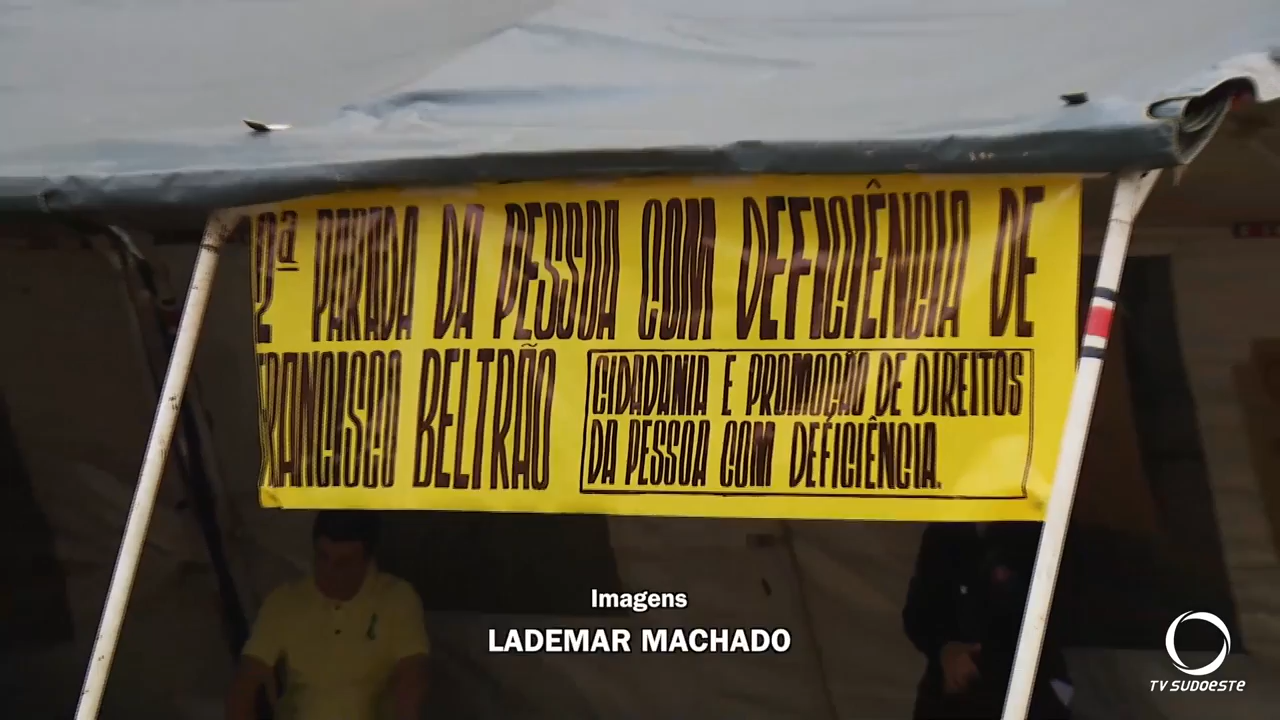 2ª PARADA DA PESSOA COM DEFICIÊNCIA DE
FRANCISCO BELTRÃO
CIDADANIA E PROMOÇÃO DE DIREITOS
DA PESSOA COM DEFICIÊNCIA.
Imagens
LADEMAR MACHADO
TV SUDOESTE